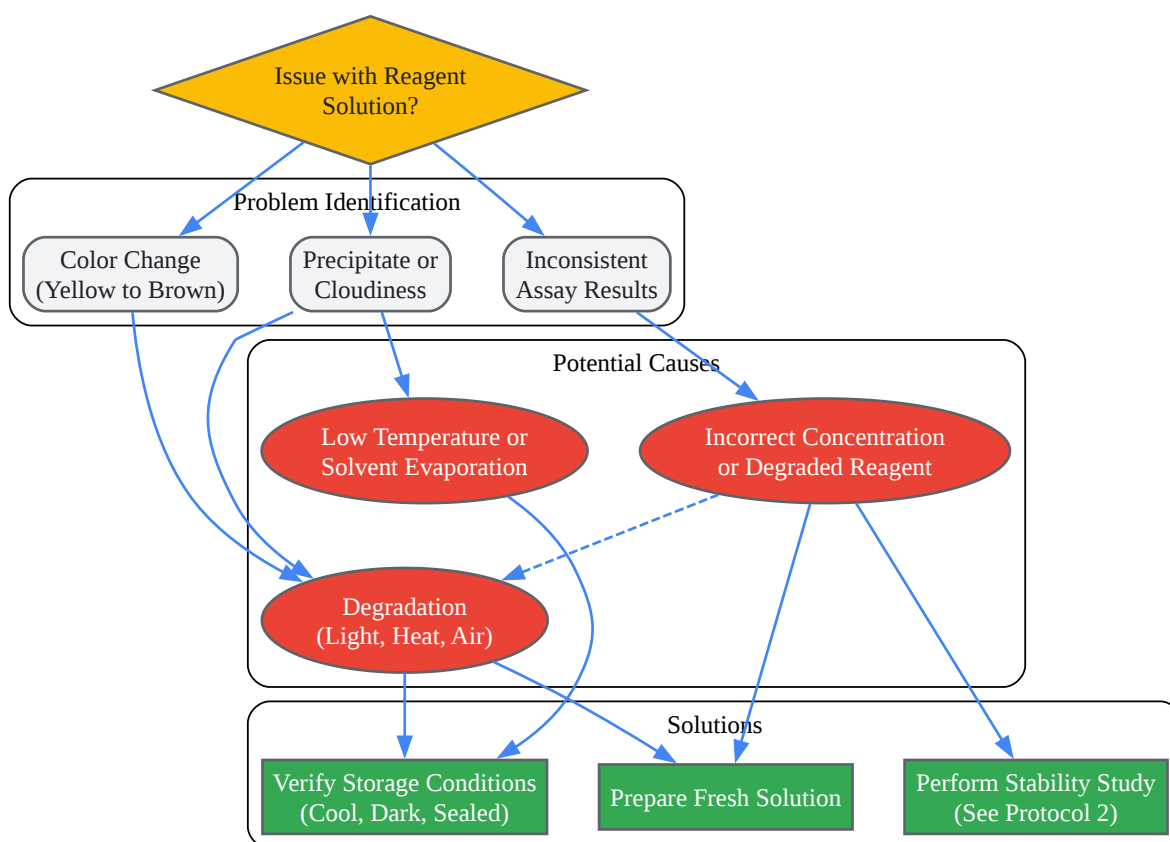 Issue with Reagent
Solution?
Problem Identification
Color Change
(Yellow to Brown)
Precipitate or
Cloudiness
Inconsistent
Assay Results
Potential Causes
Low Temperature or
Solvent Evaporation
Incorrect Concentration
or Degraded Reagent
Degradation
(Light, Heat, Air)
Solutions
Verify Storage Conditions
(Cool, Dark, Sealed)
Prepare Fresh Solution
Perform Stability Study
(See Protocol 2)